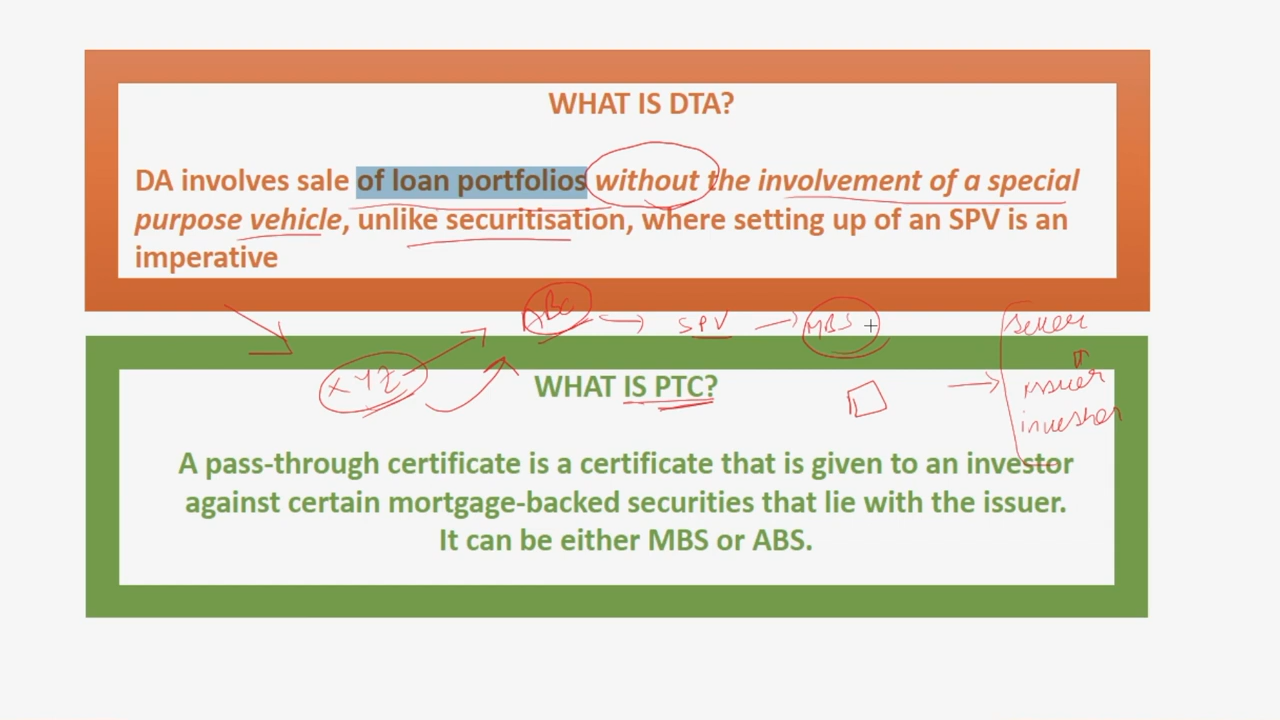 WHAT IS DTA?
DA involves sale of loan portfolios without the involvement of a special
purpose vehicle, unlike securitisation, where setting up of an SPV is an
imperative
ABC
SPV
MBS
XYZ
issuer
investor
WHAT IS PTC?
A pass-through certificate is a certificate that is given to an investor
against certain mortgage-backed securities that lie with the issuer.
It can be either MBS or ABS.